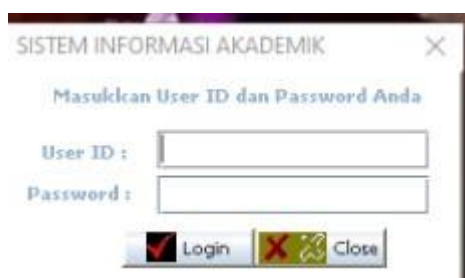 SISTEM INFORMASI AKADEMIK
Masukkan User ID dan Password Anda
User ID :
Password :
Login Close